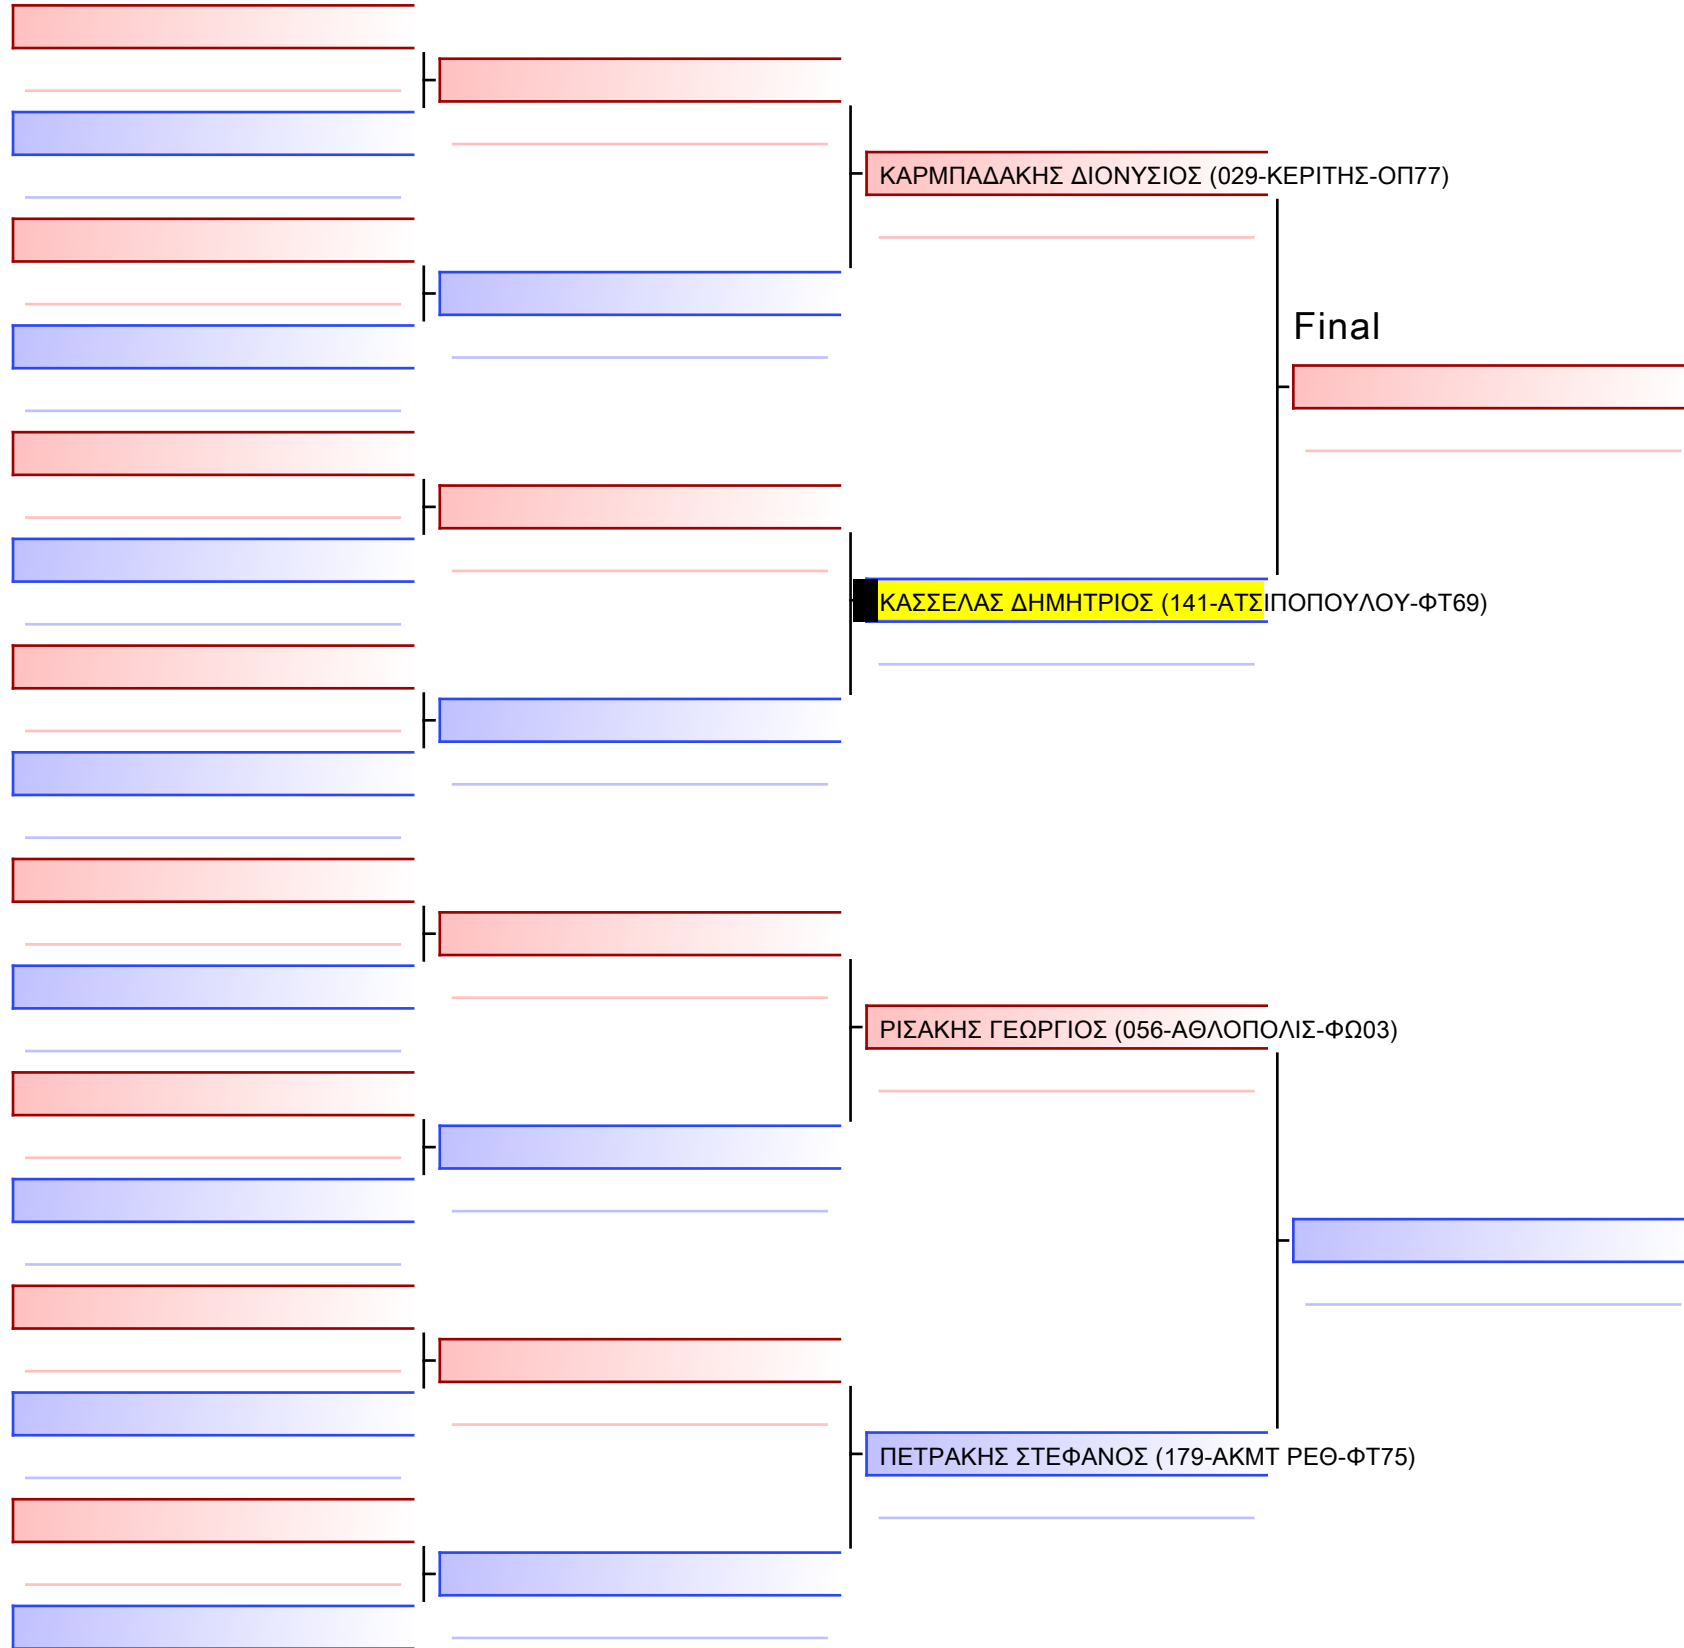 ΚΑΡΜΠΑΔΑΚΗΣ ΔΙΟΝΥΣΙΟΣ (029-ΚΕΡΙΤΗΣ-ΟΠ77)
Final
ΚΑΣΣΕΛΑΣ ΔΗΜΗΤΡΙΟΣ (141-ΑΤΣΙΠΟΠΟΥΛΟΥ-ΦΤ69)
ΡΙΣΑΚΗΣ ΓΕΩΡΓΙΟΣ (056-ΑΘΛΟΠΟΛΙΣ-ΦΩ03)
ΠΕΤΡΑΚΗΣ ΣΤΕΦΑΝΟΣ (179-ΑΚΜΤ ΡΕΘ-ΦΤ75)